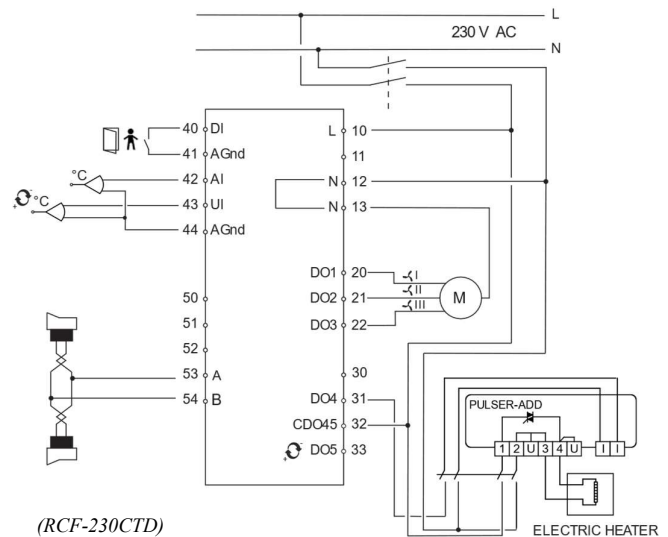 L
230 V AC
N
40 DI
41 AGnd
°C 42 AI
°C 43 UI
44 AGnd
50
51
52
53 A
54 B
L 10
11
N 12
N 13
DO1 20
DO2 21
DO3 22
30
DO4 31
CDO45 32
DO5 33
I
II
III
M
PULSER-ADD
1 2 U 3 4 U I I
ELECTRIC HEATER
(RCF-230CTD)